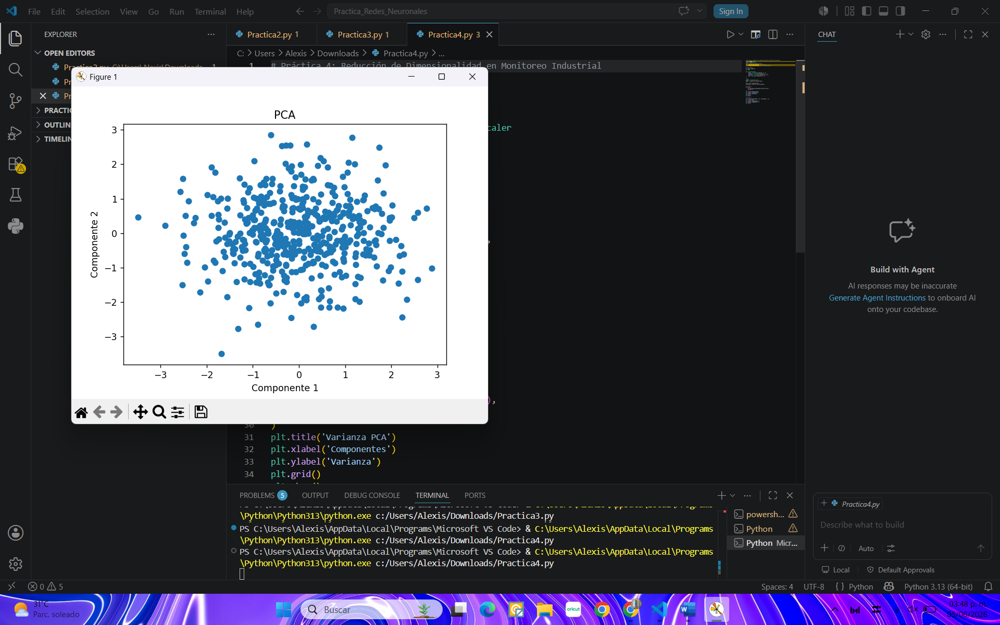 File Edit Selection View Go Run Terminal Help
Practica_Redes_Neuronales
Sign In
EXPLORER
OPEN EDITORS
Practica2.py C:\Users\Alexis\Downloads 1
Pr
Pr
PRACTIC
OUTLIN
TIMELIN
Practica2.py 1
Practica3.py 1
Practica4.py 3
C: > Users > Alexis > Downloads > Practica4.py > ...
1 # Práctica 4: Reducción de Dimensionalidad en Monitoreo Industrial
caler
,
),
Figure 1
PCA
Componente 2
3
2
1
0
−1
−2
−3
−3 −2 −1 0 1 2 3
Componente 1
30 )
31 plt.title('Varianza PCA')
32 plt.xlabel('Componentes')
33 plt.ylabel('Varianza')
34 plt.grid()
PROBLEMS 5 OUTPUT DEBUG CONSOLE TERMINAL PORTS
\Python\Python313\python.exe c:/Users/Alexis/Downloads/Practica3.py
PS C:\Users\Alexis\AppData\Local\Programs\Microsoft VS Code> & C:\Users\Alexis\AppData\Local\Programs
\Python\Python313\python.exe c:/Users/Alexis/Downloads/Practica4.py
PS C:\Users\Alexis\AppData\Local\Programs\Microsoft VS Code> & C:\Users\Alexis\AppData\Local\Programs
\Python\Python313\python.exe c:/Users/Alexis/Downloads/Practica4.py
powersh...
Python
Python Micr...
CHAT
Build with Agent
AI responses may be inaccurate
Generate Agent Instructions to onboard AI
onto your codebase.
Practica4.py
Describe what to build
Auto
Local
Default Approvals
0 5
Spaces: 4 UTF-8 { } Python Python 3.13 (64-bit)
31°C
Parc. soleado
Buscar
cricut
03:48 p. m.
05/06/2026